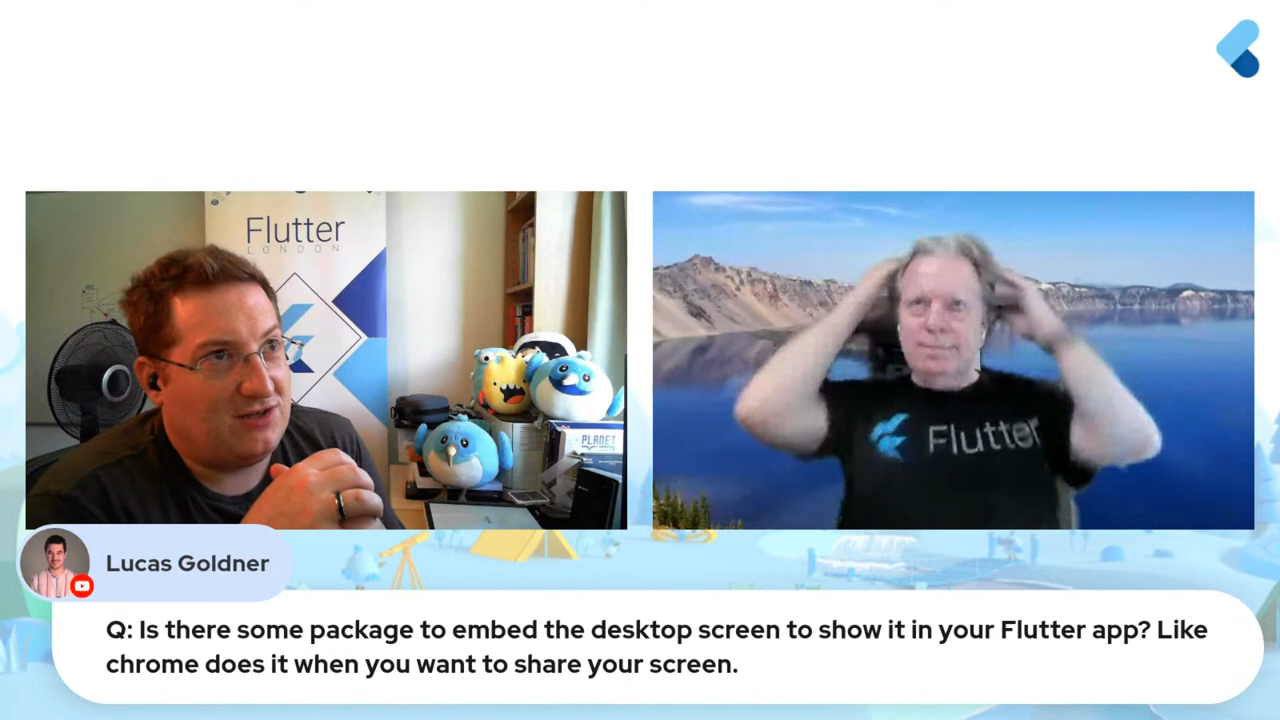 Flutter
LONDON
PLANET
Flutter
Lucas Goldner
Q: Is there some package to embed the desktop screen to show it in your Flutter app? Like
chrome does it when you want to share your screen.